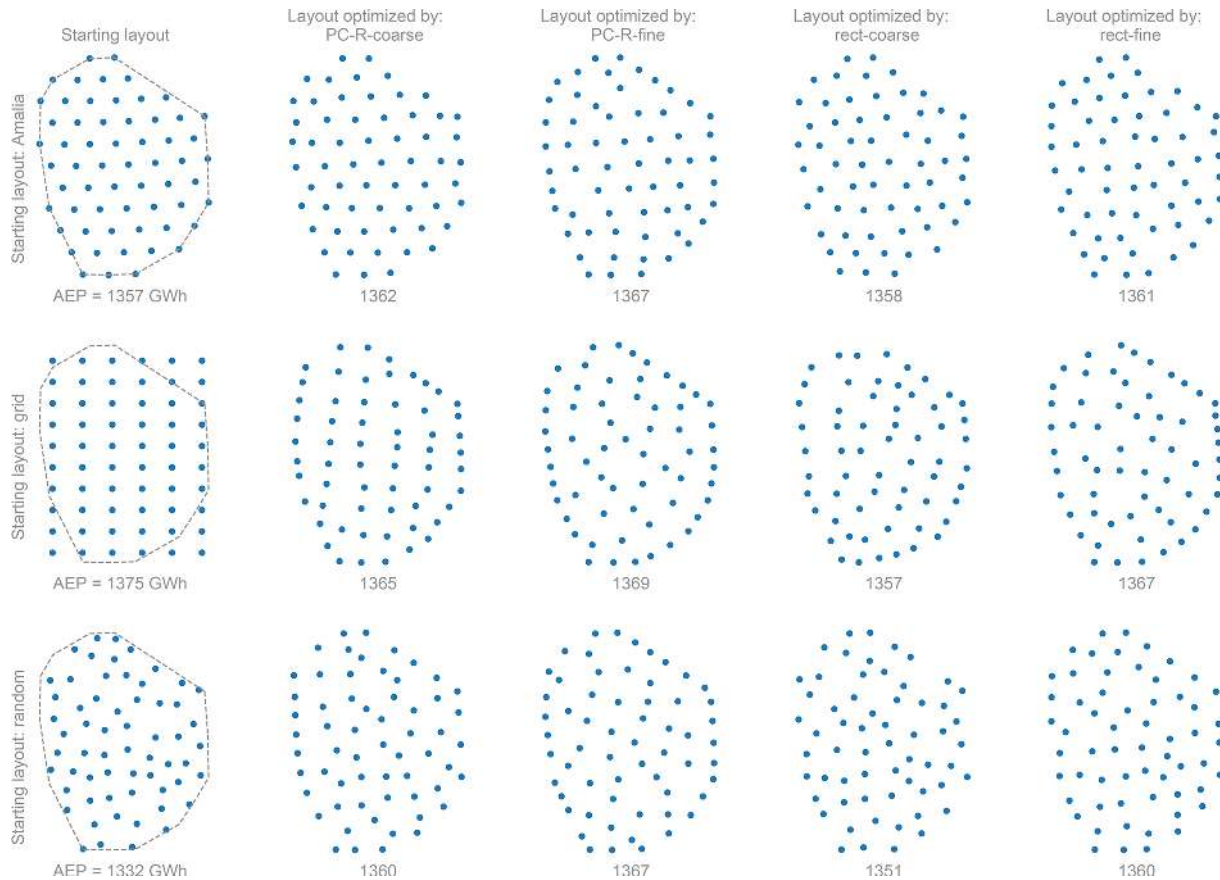 Starting layout
Layout optimized by:
PC-R-coarse
Layout optimized by:
PC-R-fine
Layout optimized by:
rect-coarse
Layout optimized by:
rect-fine
Starting layout: Amalia
AEP = 1357 GWh
1362
1367
1358
1361
Starting layout: grid
AEP = 1375 GWh
1365
1369
1357
1367
Starting layout: random
AEP = 1332 GWh
1360
1367
1351
1360